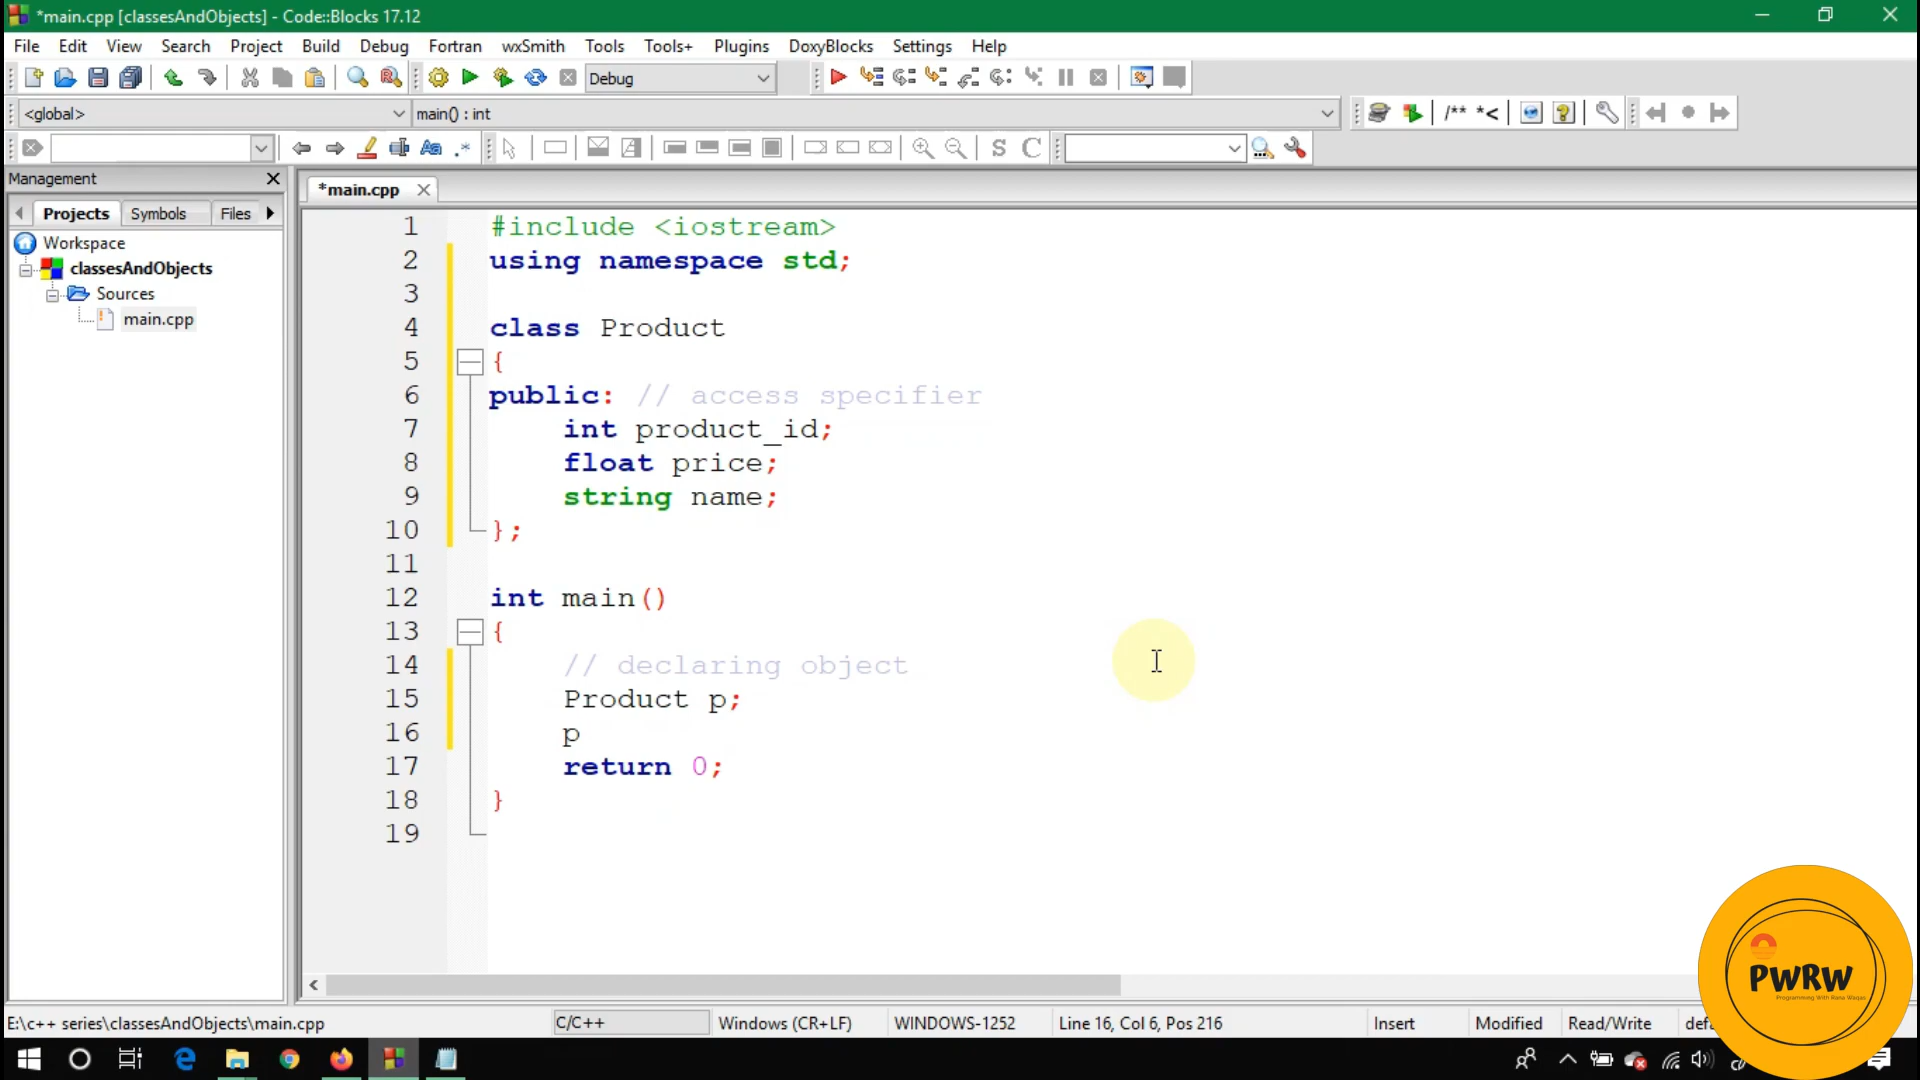 *main.cpp [classesAndObjects] - Code::Blocks 17.12
File Edit View Search Project Build Debug Fortran wxSmith Tools Tools+ Plugins DoxyBlocks Settings Help
Debug
<global> main() : int
/** *<
Aa .* S C
Management
*main.cpp
Projects Symbols Files
Workspace
classesAndObjects
Sources
main.cpp
1 #include <iostream>
2 using namespace std;
3
4 class Product
5 {
6 public: // access specifier
7 int product_id;
8 float price;
9 string name;
10 };
11
12 int main()
13 {
14 // declaring object
15 Product p;
16 p
17 return 0;
18 }
19
PWRW
Programming With Rana Waqas
E:\c++ series\classesAndObjects\main.cpp C/C++ Windows (CR+LF) WINDOWS-1252 Line 16, Col 6, Pos 216 Insert Modified Read/Write